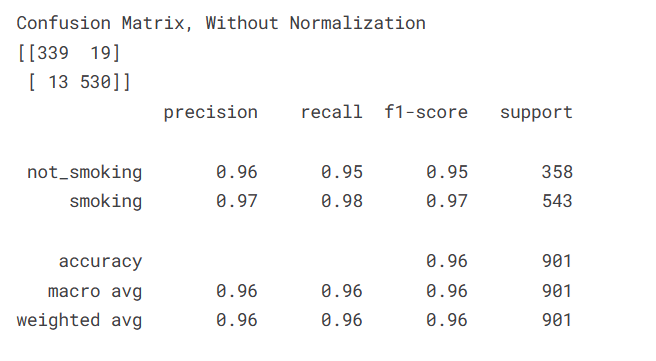 Confusion Matrix, Without Normalization
[[339  19]
 [ 13 530]]
              precision    recall  f1-score   support

 not_smoking       0.96      0.95      0.95       358
     smoking       0.97      0.98      0.97       543

    accuracy                           0.96       901
   macro avg       0.96      0.96      0.96       901
weighted avg       0.96      0.96      0.96       901